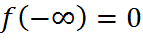 f(−∞) = 0